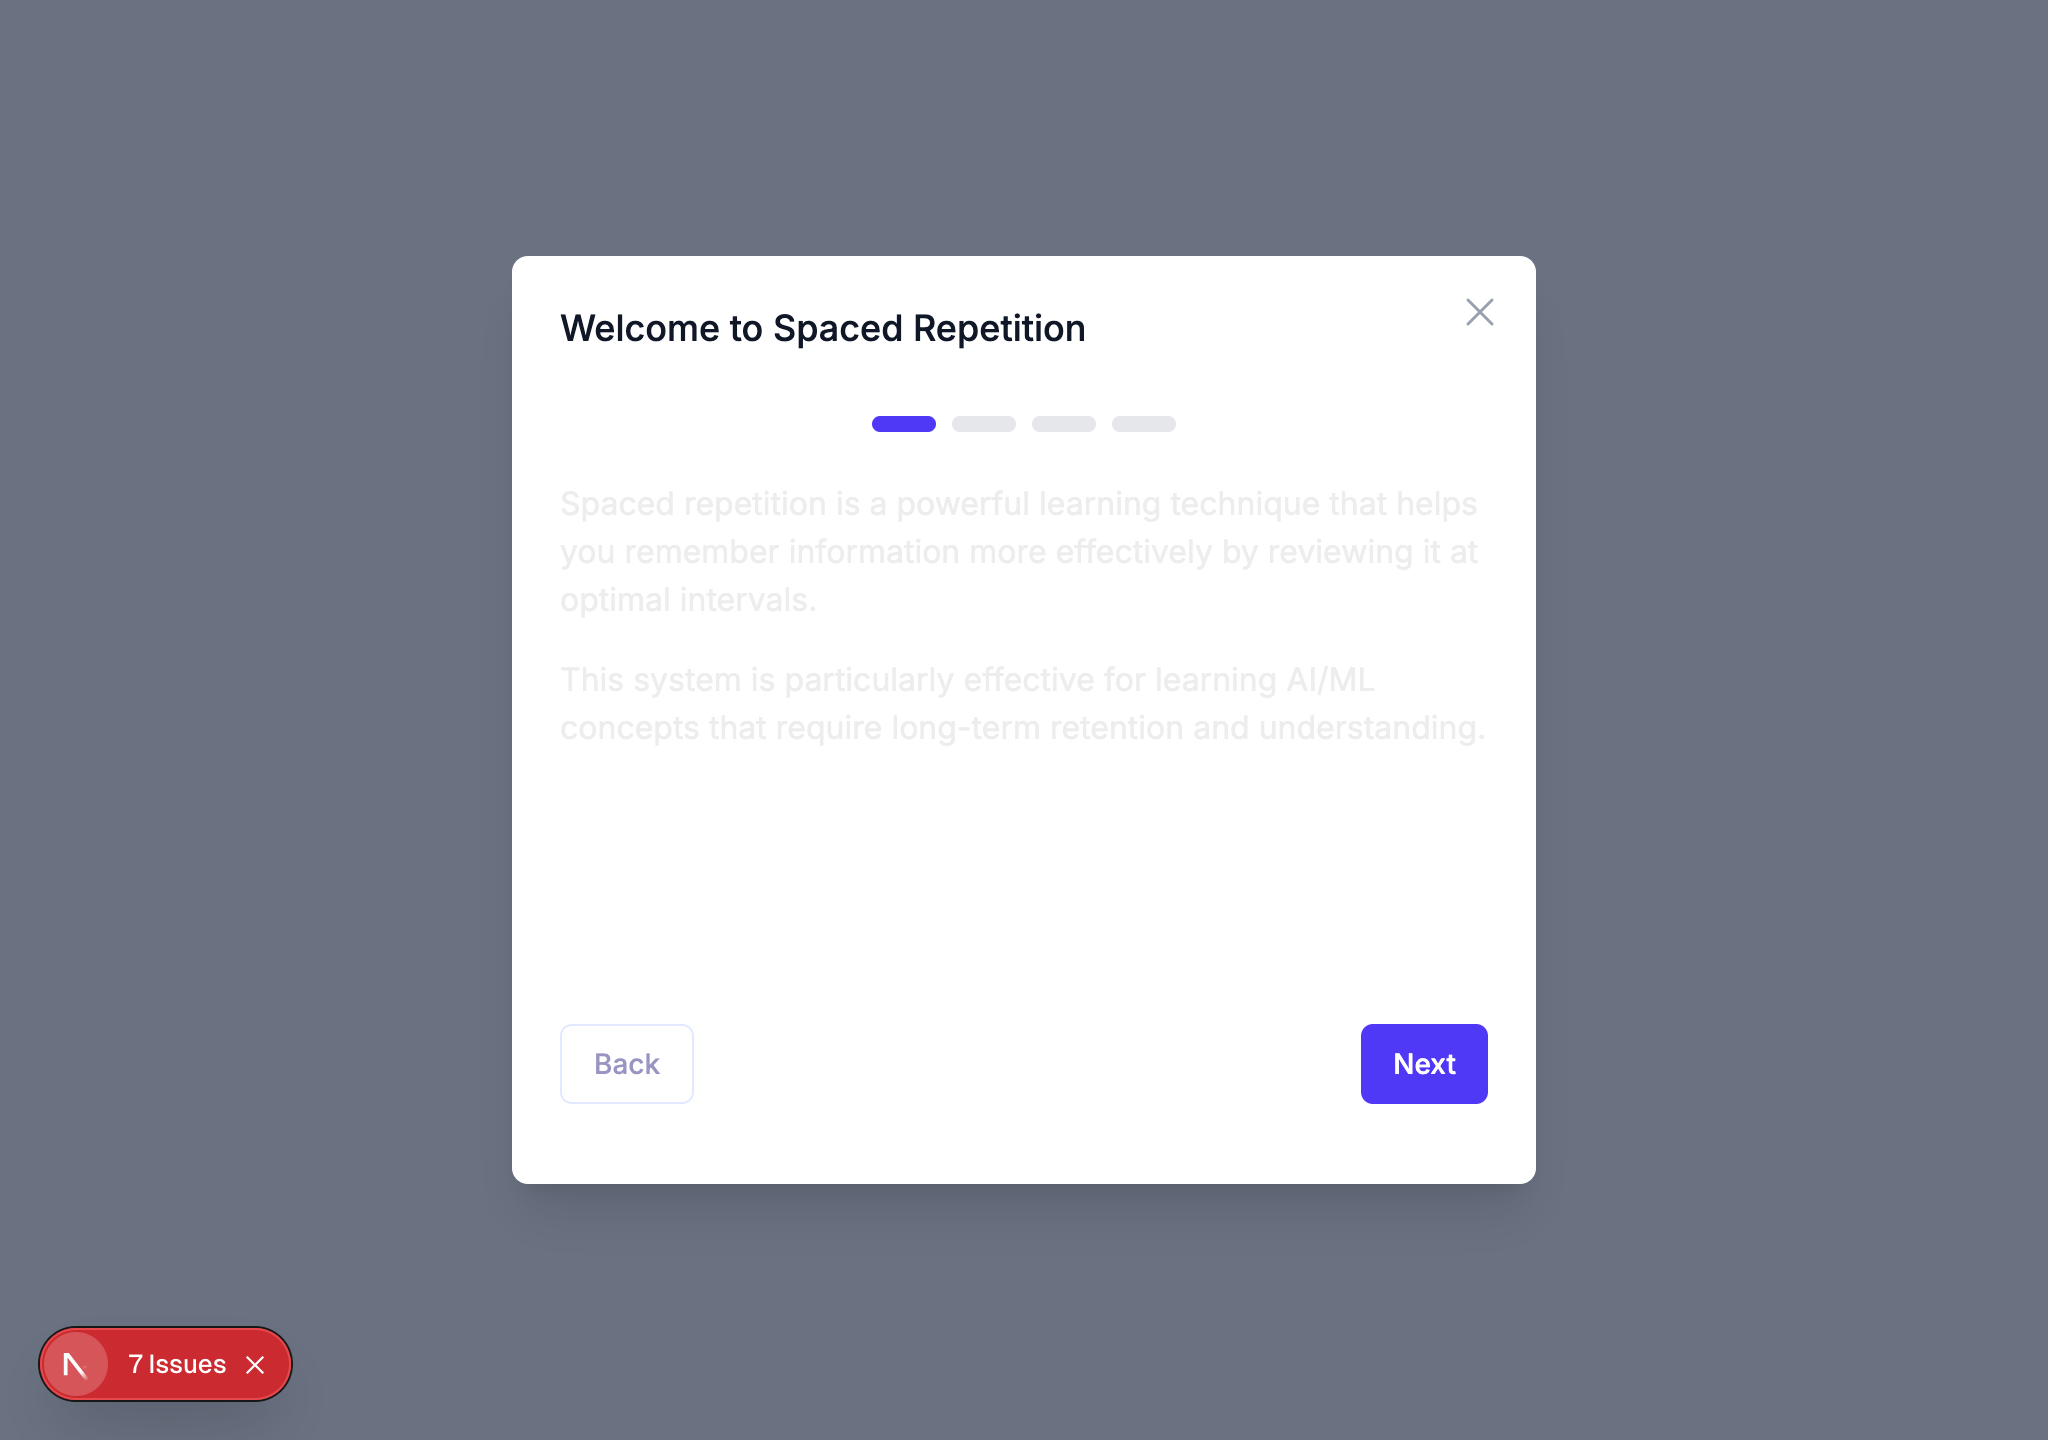 Welcome to Spaced Repetition
Spaced repetition is a powerful learning technique that helps
you remember information more effectively by reviewing it at
optimal intervals.
This system is particularly effective for learning AI/ML
concepts that require long-term retention and understanding.
Back
Next
N
7 Issues